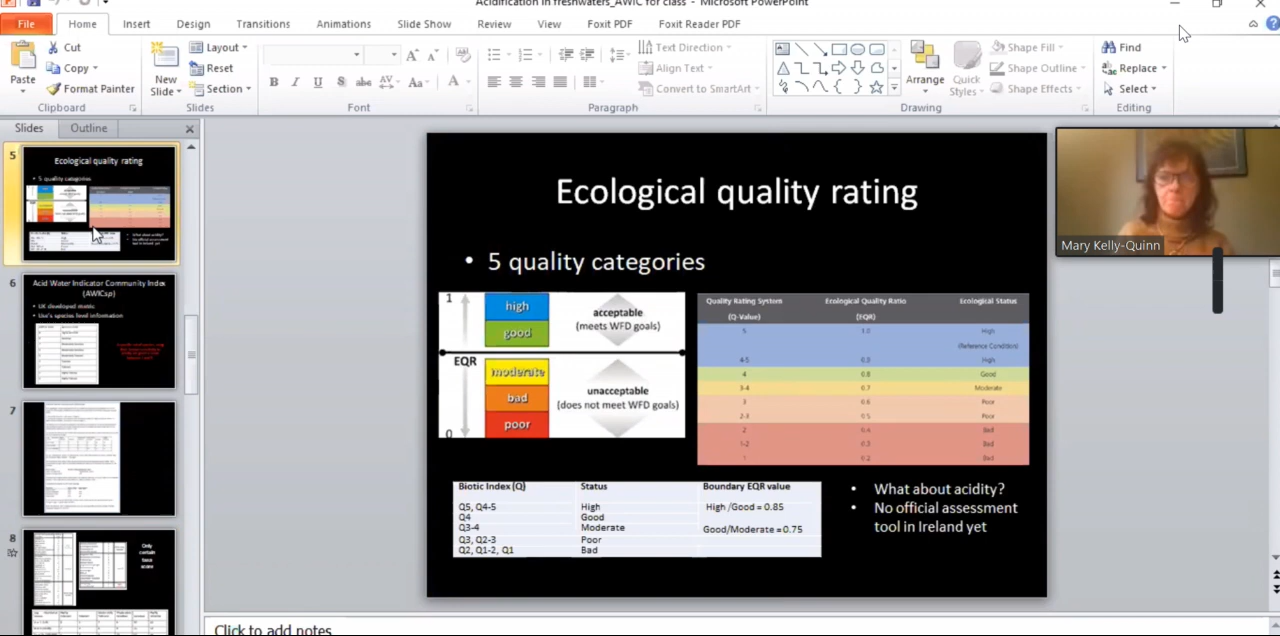 Acidification in freshwaters_AWIC for class - Microsoft PowerPoint
File Home Insert Design Transitions Animations Slide Show Review View Foxit PDF Foxit Reader PDF
Paste
Cut
Copy
Format Painter
Clipboard
New Slide
Layout
Reset
Section
Slides
B I U S abc AV Aa A
Font
Text Direction
Align Text
Convert to SmartArt
Paragraph
Arrange
Quick Styles
Shape Fill
Shape Outline
Shape Effects
Drawing
Find
Replace
Select
Editing
Slides Outline
5
Ecological quality rating
• 5 quality categories
6
Acid Water Indicator Community Index
(AWICsp)
• UK developed metric
• Use's species level information
7
8
Only
contain
taxa
score
Ecological quality rating
• 5 quality categories
1
high
good
EQR
moderate
bad
poor
0
acceptable
(meets WFD goals)
unacceptable
(does not meet WFD goals)
Quality Rating System Ecological Quality Ratio Ecological Status
(Q-Value) (EQR)
5 1.0 High
(Reference Condition)
4-5 0.9 High
4 0.8 Good
3-4 0.7 Moderate
3 0.6 Poor
2-3 0.5 Poor
2 0.4 Bad
1-2 0.3 Bad
1 0.2 Bad
Biotic Index (Q) Status Boundary EQR value
Q5, Q4-5 High High /Good = 0.85
Q4 Good
Q3-4 Moderate Good/Moderate = 0.75
Q3, Q2-3 Poor
Q2, Q1-2, Q1 Bad
• What about acidity?
• No official assessment
tool in Ireland yet
Mary Kelly-Quinn
Click to add notes